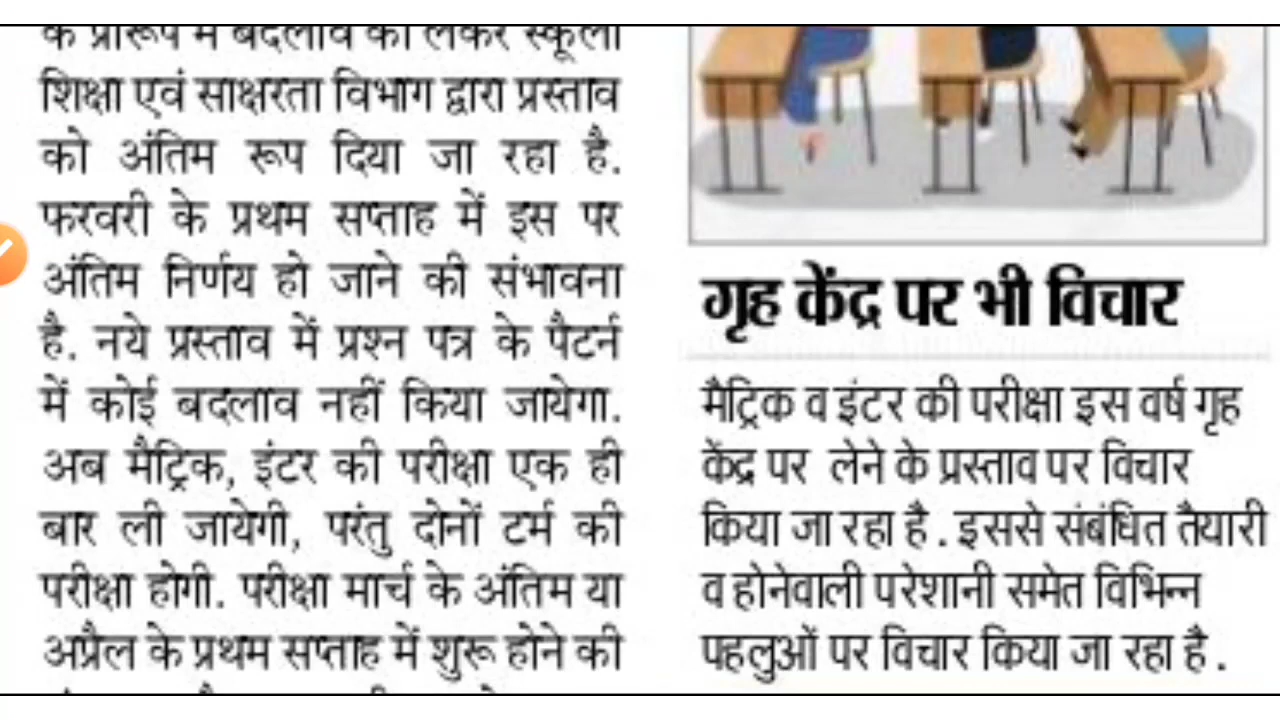 के प्रारूप में बदलाव को लेकर स्कूली
शिक्षा एवं साक्षरता विभाग द्वारा प्रस्ताव
को अंतिम रूप दिया जा रहा है.
फरवरी के प्रथम सप्ताह में इस पर
अंतिम निर्णय हो जाने की संभावना
है. नये प्रस्ताव में प्रश्न पत्र के पैटर्न
में कोई बदलाव नहीं किया जायेगा.
अब मैट्रिक, इंटर की परीक्षा एक ही
बार ली जायेगी, परंतु दोनों टर्म की
परीक्षा होगी. परीक्षा मार्च के अंतिम या
अप्रैल के प्रथम सप्ताह में शुरू होने की
गृह केंद्र पर भी विचार
मैट्रिक व इंटर की परीक्षा इस वर्ष गृह
केंद्र पर लेने के प्रस्ताव पर विचार
किया जा रहा है . इससे संबंधित तैयारी
व होनेवाली परेशानी समेत विभिन्न
पहलुओं पर विचार किया जा रहा है .